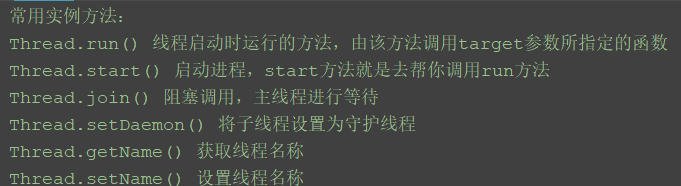 常用实例方法:
Thread.run() 线程启动时运行的方法，由该方法调用target参数所指定的函数
Thread.start() 启动进程，start方法就是去帮你调用run方法
Thread.join() 阻塞调用，主线程进行等待
Thread.setDaemon() 将子线程设置为守护线程
Thread.getName() 获取线程名称
Thread.setName() 设置线程名称